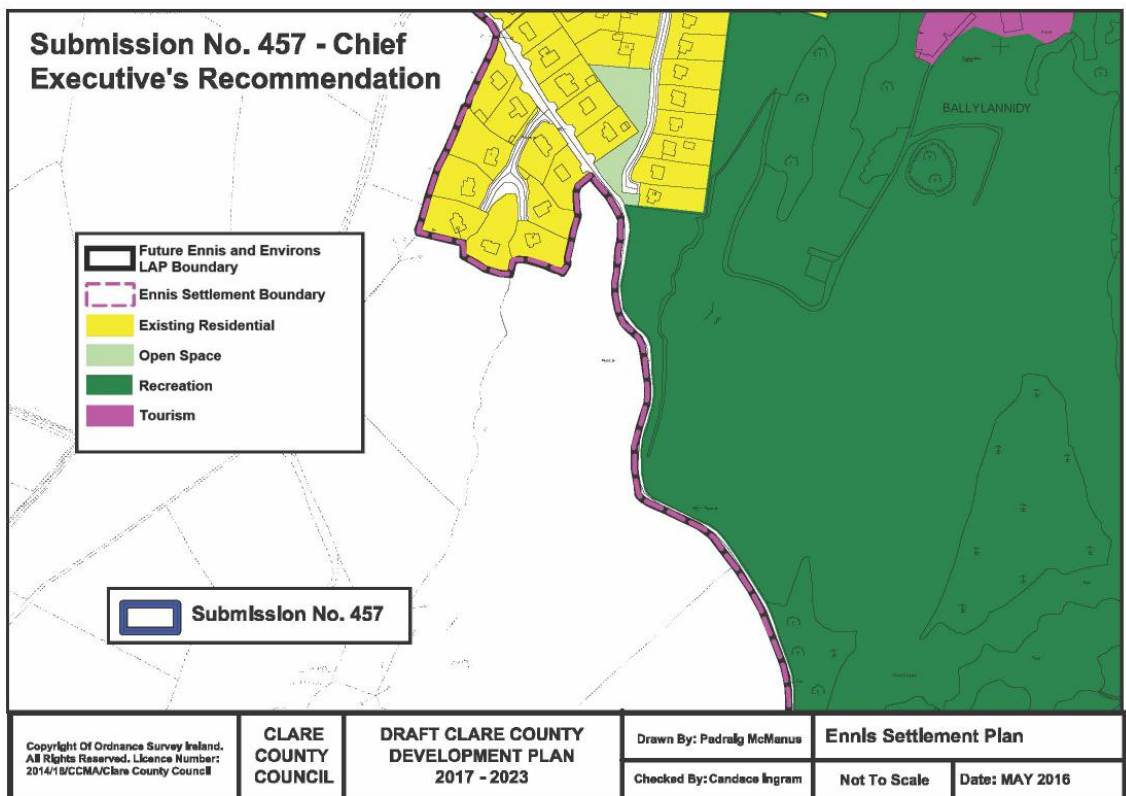 Submission No. 457 - Chief
Executive's Recommendation
BALLYLANNIDY
Future Ennis and Environs
LAP Boundary
Ennis Settlement Boundary
Existing Residential
Open Space
Recreation
Tourism
Submission No. 457
Copyright Of Ordnance Survey Ireland.
All Rights Reserved. Licence Number:
2014/18/CCMA/Clare County Council
CLARE
COUNTY
COUNCIL
DRAFT CLARE COUNTY
DEVELOPMENT PLAN
2017 - 2023
Drawn By: Padraig McManus
Checked By: Candace Ingram
Ennis Settlement Plan
Not To Scale
Date: MAY 2016